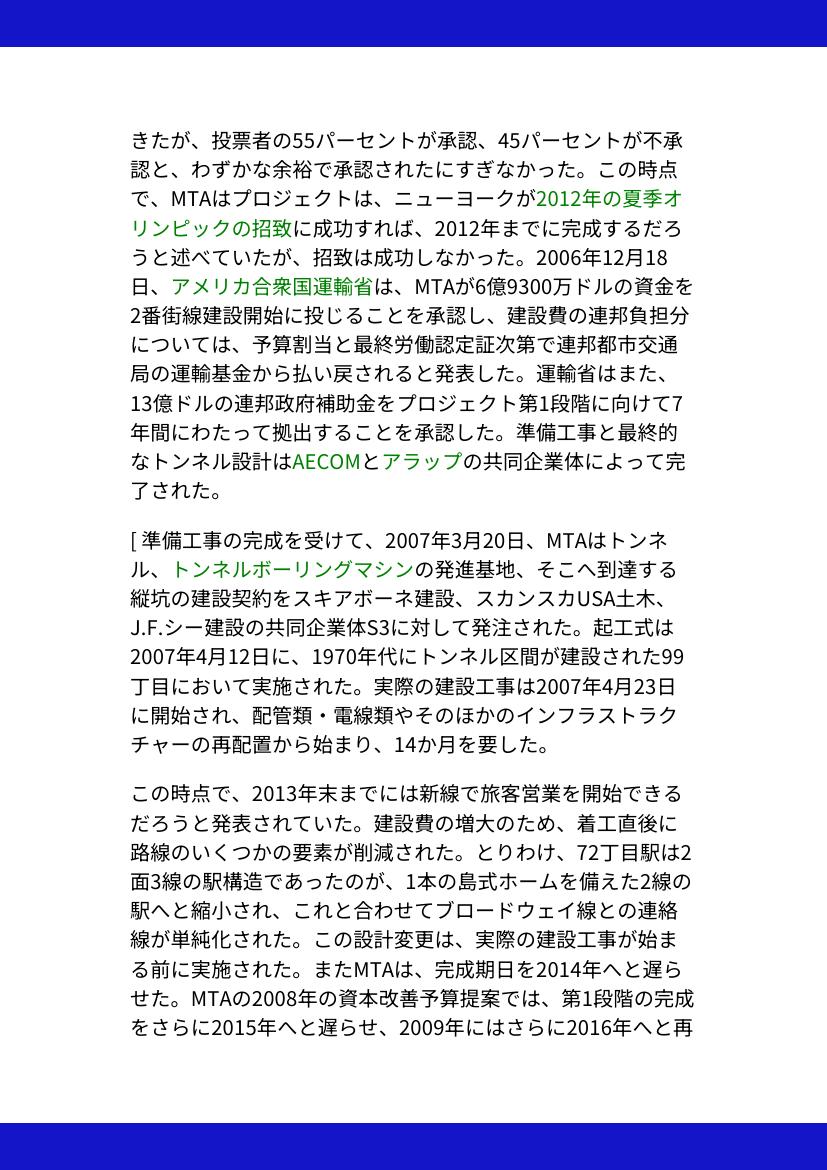 きたが、投票者の55パーセントが承認、45パーセントが不承
認と、わずかな余裕で承認されたにすぎなかった。この時点
で、MTAはプロジェクトは、ニューヨークが2012年の夏季オ
リンピックの招致に成功すれば、2012年までに完成するだろ
うと述べていたが、招致は成功しなかった。2006年12月18
日、アメリカ合衆国運輸省は、MTAが6億9300万ドルの資金を
2番街線建設開始に投じることを承認し、建設費の連邦負担分
については、予算割当と最終労働認定証次第で連邦都市交通
局の運輸基金から払い戻されると発表した。運輸省はまた、
13億ドルの連邦政府補助金をプロジェクト第1段階に向けて7
年間にわたって拠出することを承認した。準備工事と最終的
なトンネル設計はAECOMとアラップの共同企業体によって完
了された。
[ 準備工事の完成を受けて、2007年3月20日、MTAはトンネ
ル、トンネルボーリングマシンの発進基地、そこへ到達する
縦坑の建設契約をスキアボーネ建設、スカンスカUSA土木、
J.F.シー建設の共同企業体S3に対して発注された。起工式は
2007年4月12日に、1970年代にトンネル区間が建設された99
丁目において実施された。実際の建設工事は2007年4月23日
に開始され、配管類・電線類やそのほかのインフラストラク
チャーの再配置から始まり、14か月を要した。
この時点で、2013年末までには新線で旅客営業を開始できる
だろうと発表されていた。建設費の増大のため、着工直後に
路線のいくつかの要素が削減された。とりわけ、72丁目駅は2
面3線の駅構造であったのが、1本の島式ホームを備えた2線の
駅へと縮小され、これと合わせてブロードウェイ線との連絡
線が単純化された。この設計変更は、実際の建設工事が始ま
る前に実施された。またMTAは、完成期日を2014年へと遅ら
せた。MTAの2008年の資本改善予算提案では、第1段階の完成
をさらに2015年へと遅らせ、2009年にはさらに2016年へと再